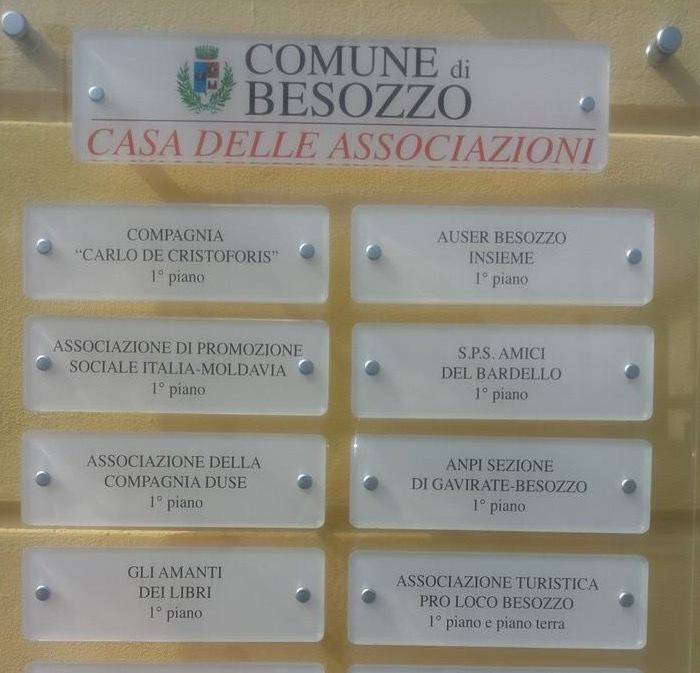 COMUNE di
BESOZZO
CASA DELLE ASSOCIAZIONI
COMPAGNIA
“CARLO DE CRISTOFORIS”
1° piano
AUSER BESOZZO
INSIEME
1° piano
ASSOCIAZIONE DI PROMOZIONE
SOCIALE ITALIA-MOLDAVIA
1° piano
S.P.S. AMICI
DEL BARDELLO
1° piano
ASSOCIAZIONE DELLA
COMPAGNIA DUSE
1° piano
ANPI SEZIONE
DI GAVIRATE-BESOZZO
1° piano
GLI AMANTI
DEI LIBRI
1° piano
ASSOCIAZIONE TURISTICA
PRO LOCO BESOZZO
1° piano e piano terra